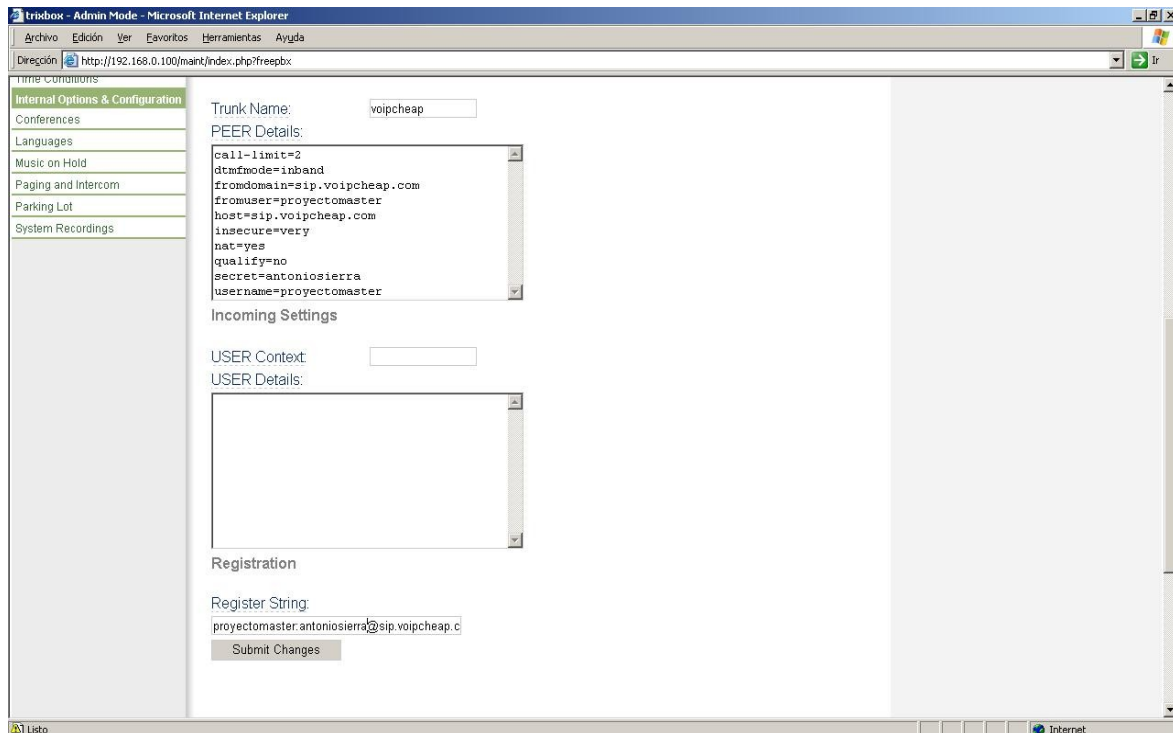 trixbox - Admin Mode - Microsoft Internet Explorer
Archivo Edición Ver Favoritos Herramientas Ayuda
Dirección http://192.168.0.100/maint/index.php?freepbx Ir
Time Conditions
Internal Options & Configuration
Conferences
Languages
Music on Hold
Paging and Intercom
Parking Lot
System Recordings
Trunk Name: voipcheap
PEER Details:
call-limit=2
dtmfmode=inband
fromdomain=sip.voipcheap.com
fromuser=proyectomaster
host=sip.voipcheap.com
insecure=very
nat=yes
qualify=no
secret=antoniosierra
username=proyectomaster
Incoming Settings
USER Context:
USER Details:
Registration
Register String:
proyectomaster:antoniosierra@sip.voipcheap.c
Submit Changes
Listo Internet